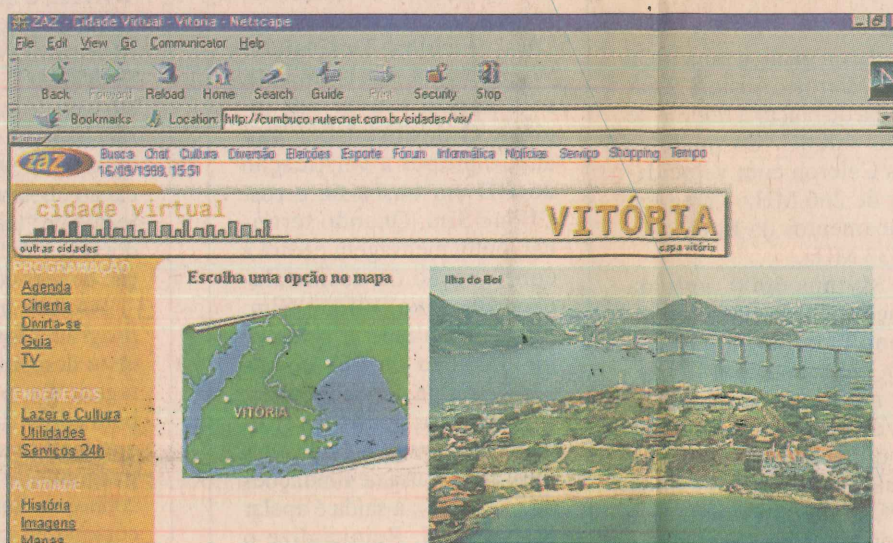 ZAZ - Cidade Virtual - Vitoria - Netscape
File Edit View Go Communicator Help
Back Forward Reload Home Search Guide Print Security Stop
Bookmarks Location: http://cumbuco.nutecnet.com.br/cidades/vix/
zaz Busca Chat Cultura Diversão Eleições Esporte Fórum Informática Notícias Serviço Shopping Tempo
16/09/1998, 15:51
cidade virtual
VITÓRIA
outras cidades
capa vitória
PROGRAMAÇÃO
Agenda
Cinema
Divirta-se
Guia
TV
ENDEREÇOS
Lazer e Cultura
Utilidades
Serviços 24h
A CIDADE
História
Imagens
Mapas
Escolha uma opção no mapa
VITÓRIA
Ilha do Boi